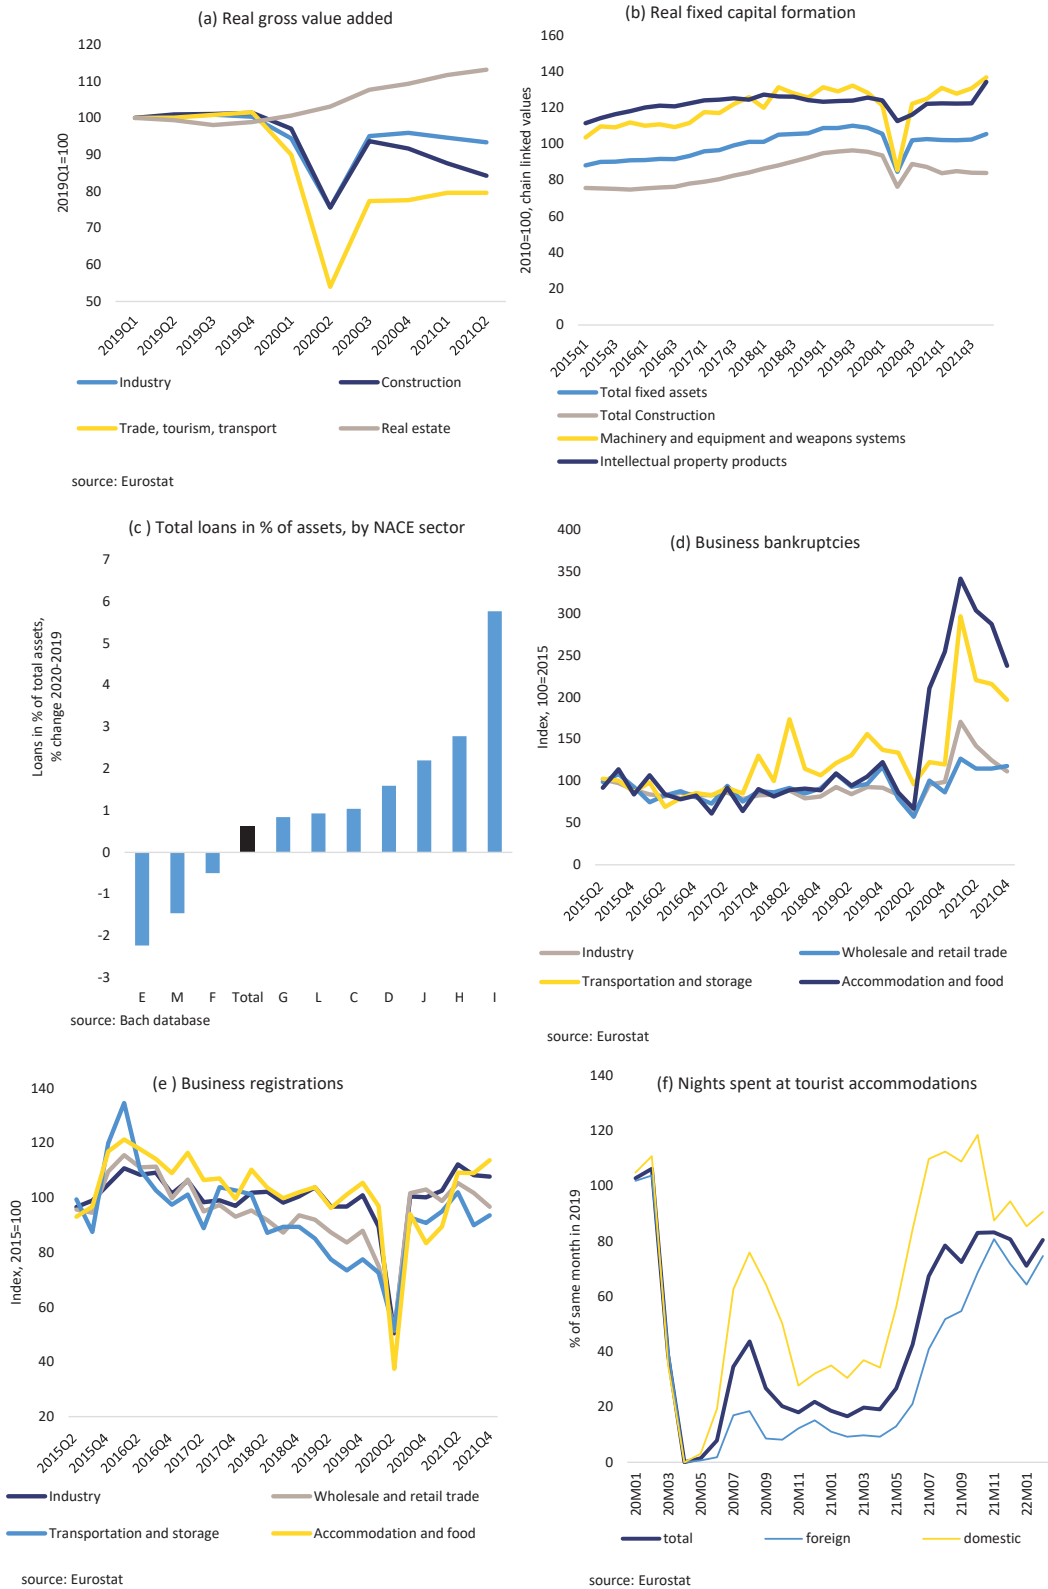 (a) Real gross value added
2019Q1=100
120
110
100
90
80
70
60
50
2019Q1
2019Q2
2019Q3
2019Q4
2020Q1
2020Q2
2020Q3
2020Q4
2021Q1
2021Q2
Industry
Construction
Trade, tourism, transport
Real estate
source: Eurostat
(b) Real fixed capital formation
2010=100, chain linked values
160
140
120
100
80
60
40
20
0
2015q1
2015q3
2016q1
2016q3
2017q1
2017q3
2018q1
2018q3
2019q1
2019q3
2020q1
2020q3
2021q1
2021q3
Total fixed assets
Total Construction
Machinery and equipment and weapons systems
Intellectual property products
(c ) Total loans in % of assets, by NACE sector
Loans in % of total assets,
% change 2020-2019
7
6
5
4
3
2
1
0
-1
-2
-3
E
M
F
Total
G
L
C
D
J
H
I
source: Bach database
(d) Business bankruptcies
Index, 100=2015
400
350
300
250
200
150
100
50
0
2015Q2
2015Q4
2016Q2
2016Q4
2017Q2
2017Q4
2018Q2
2018Q4
2019Q2
2019Q4
2020Q2
2020Q4
2021Q2
2021Q4
Industry
Wholesale and retail trade
Transportation and storage
Accommodation and food
source: Eurostat
(e ) Business registrations
Index, 2015=100
140
120
100
80
60
40
20
2015Q2
2015Q4
2016Q2
2016Q4
2017Q2
2017Q4
2018Q2
2018Q4
2019Q2
2019Q4
2020Q2
2020Q4
2021Q2
2021Q4
Industry
Wholesale and retail trade
Transportation and storage
Accommodation and food
source: Eurostat
(f) Nights spent at tourist accommodations
% of same month in 2019
140
120
100
80
60
40
20
0
20M01
20M03
20M05
20M07
20M09
20M11
21M01
21M03
21M05
21M07
21M09
21M11
22M01
total
foreign
domestic
source: Eurostat